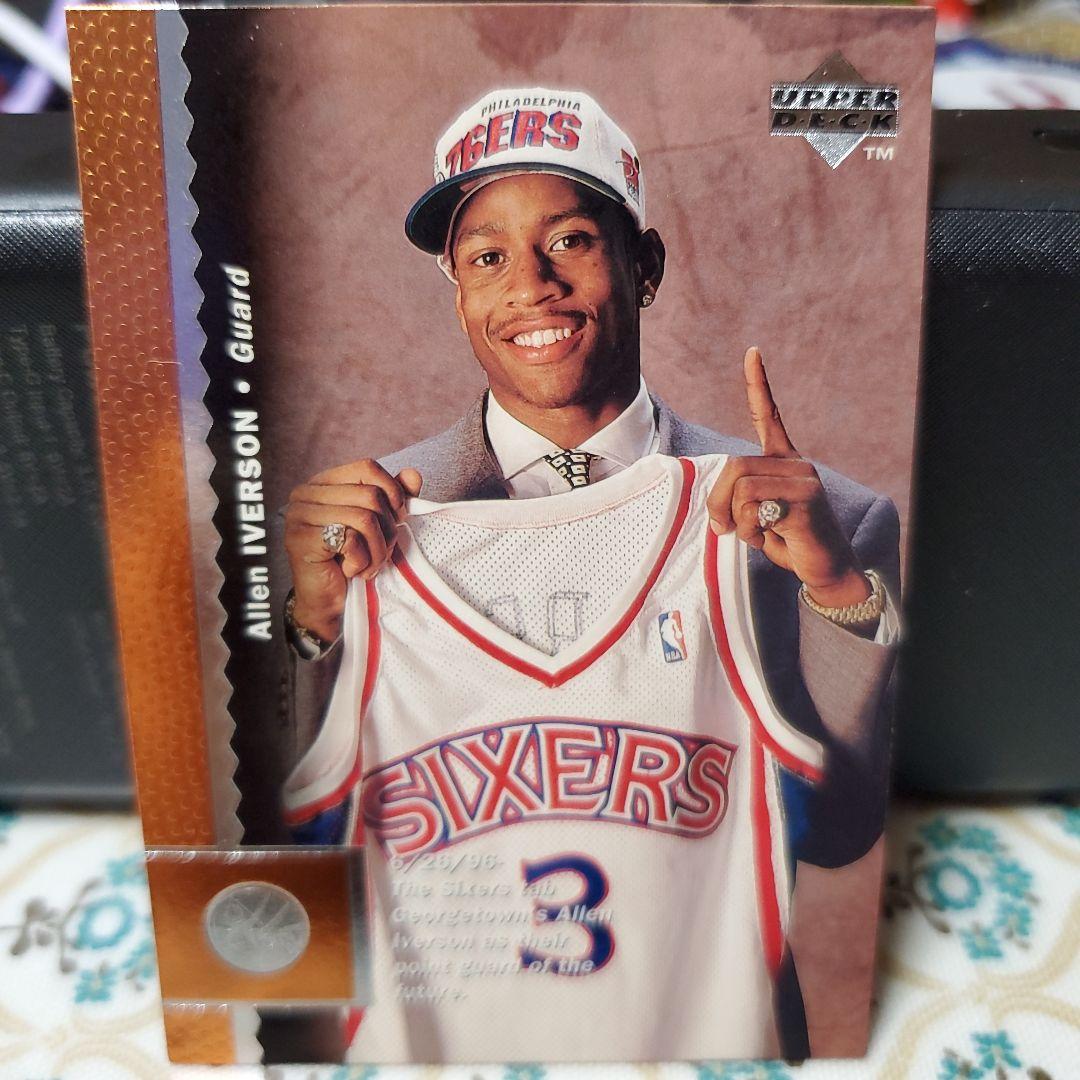 UPPER
DECK
TM
PHILADELPHIA
76ERS
Allen IVERSON • Guard
NBA
SIXERS
3
6/26/96-
The Sixers tab
Georgetown's Allen
Iverson as their
point guard of the
future.